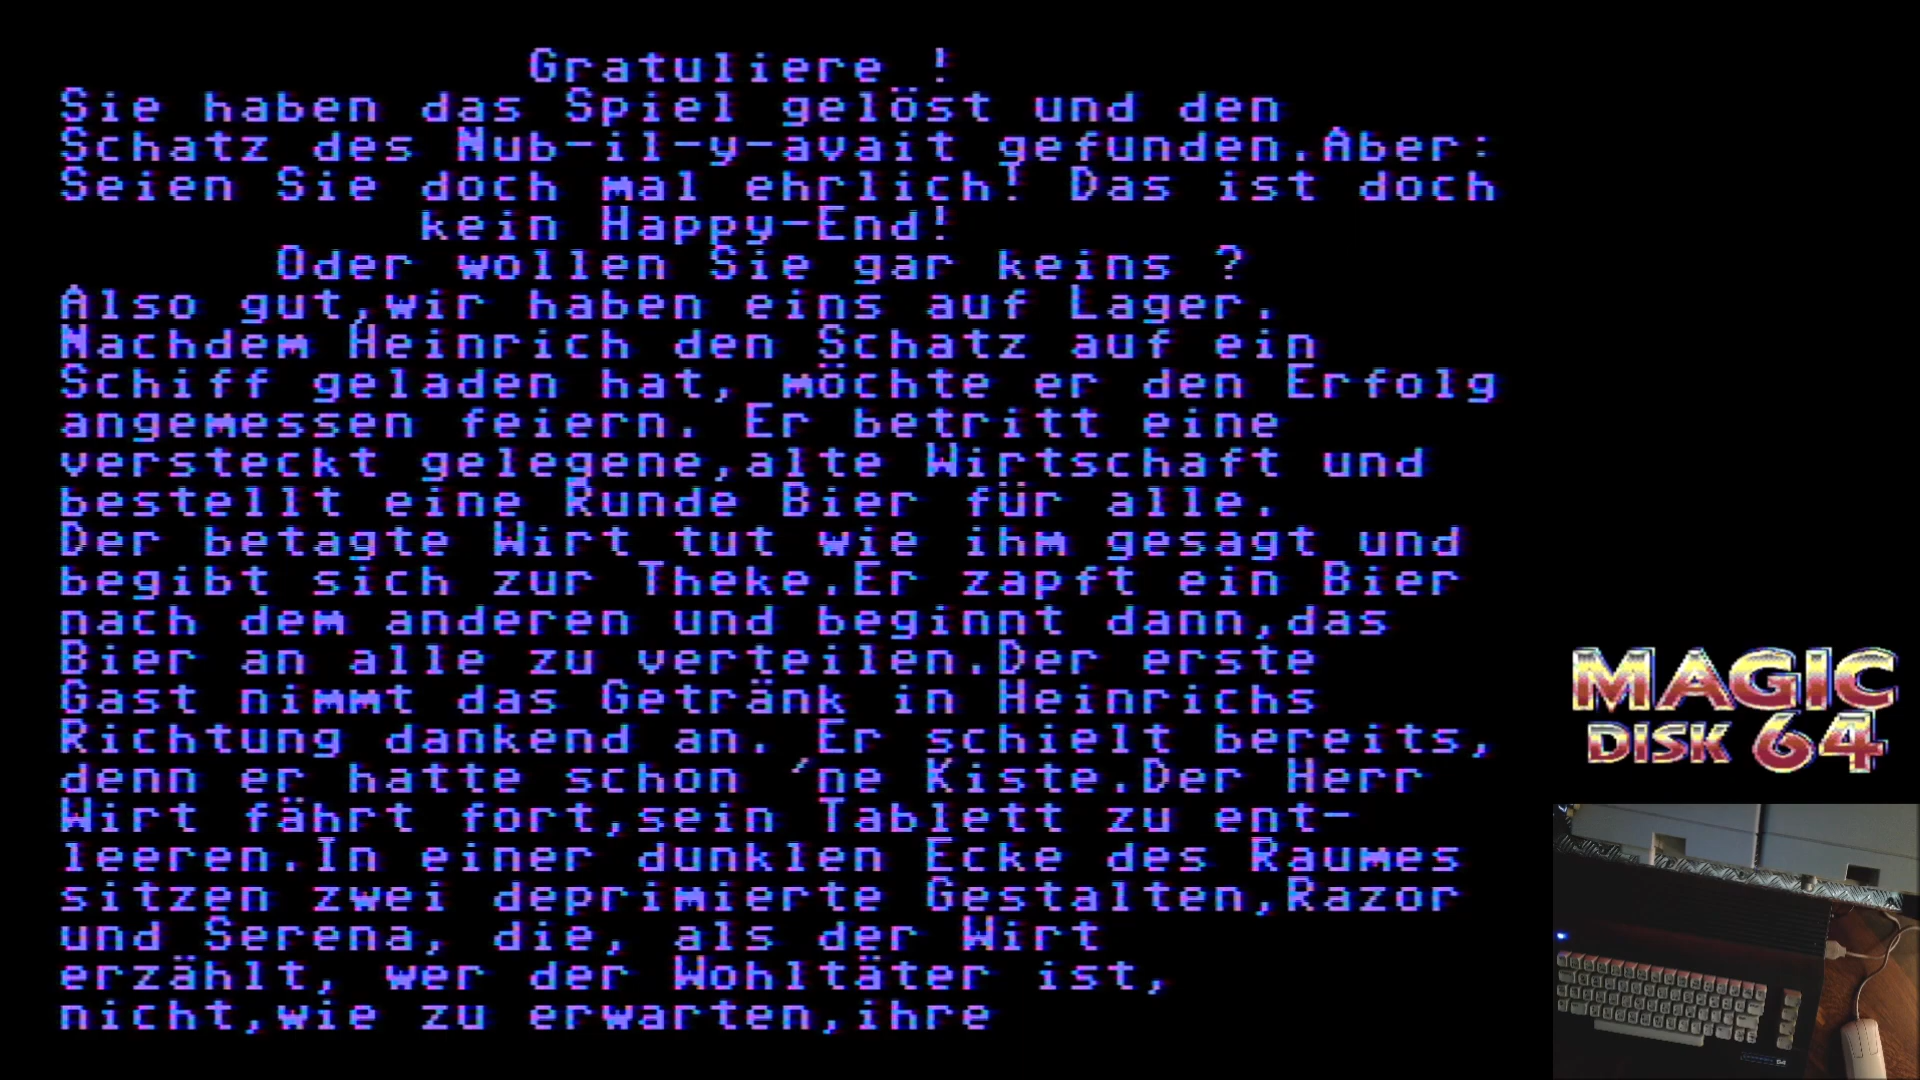 Gratuliere !
Sie haben das Spiel gelöst und den
Schatz des Nub-il-y-avait gefunden.Aber:
Seien Sie doch mal ehrlich! Das ist doch
kein Happy-End!
Oder wollen Sie gar keins ?
Also gut,wir haben eins auf Lager.
Nachdem Heinrich den Schatz auf ein
Schiff geladen hat, möchte er den Erfolg
angemessen feiern. Er betritt eine
versteckt gelegene,alte Wirtschaft und
bestellt eine Runde Bier für alle.
Der betagte Wirt tut wie ihm gesagt und
begibt sich zur Theke.Er zapft ein Bier
nach dem anderen und beginnt dann,das
Bier an alle zu verteilen.Der erste
Gast nimmt das Getränk in Heinrichs
Richtung dankend an. Er schielt bereits,
denn er hatte schon ´ne Kiste.Der Herr
Wirt fährt fort,sein Tablett zu ent-
leeren.In einer dunklen Ecke des Raumes
sitzen zwei deprimierte Gestalten,Razor
und Serena, die, als der Wirt
erzählt, wer der Wohltäter ist,
nicht,wie zu erwarten,ihre
MAGIC
DISK 64